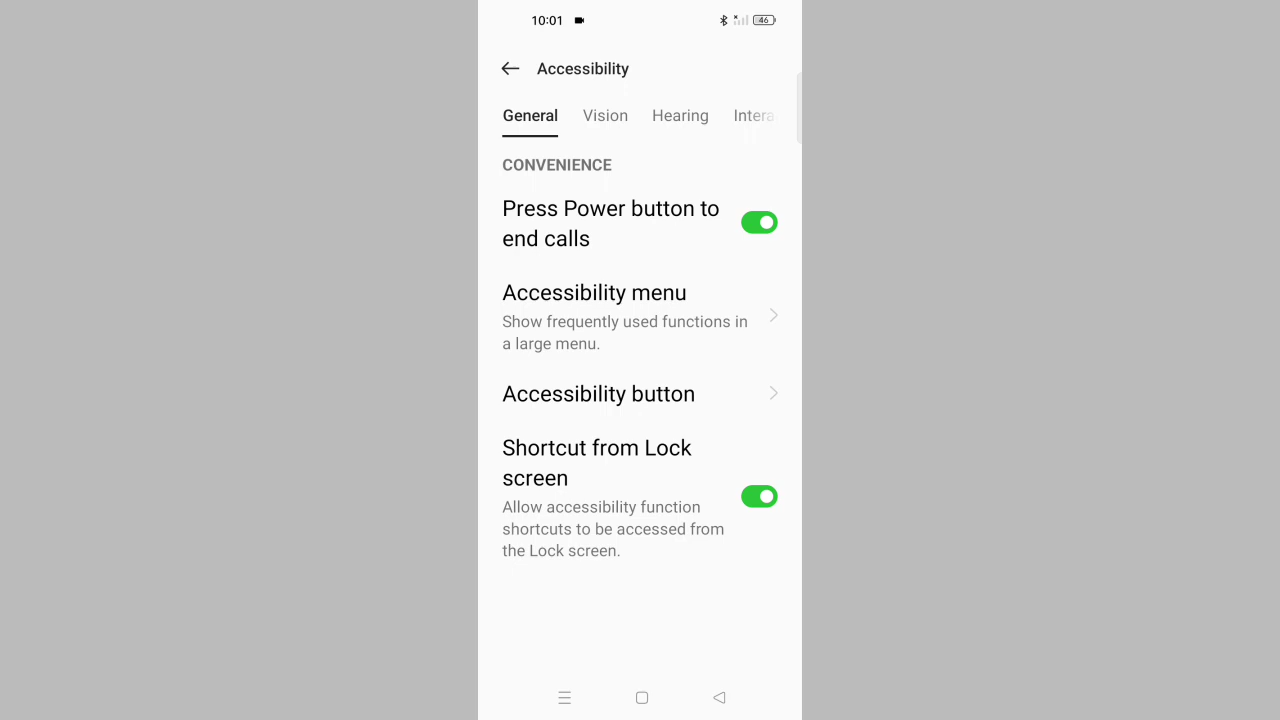 10:01
46
Accessibility
General Vision Hearing Intera
CONVENIENCE
Press Power button to
end calls
Accessibility menu
Show frequently used functions in
a large menu.
Accessibility button
Shortcut from Lock
screen
Allow accessibility function
shortcuts to be accessed from
the Lock screen.